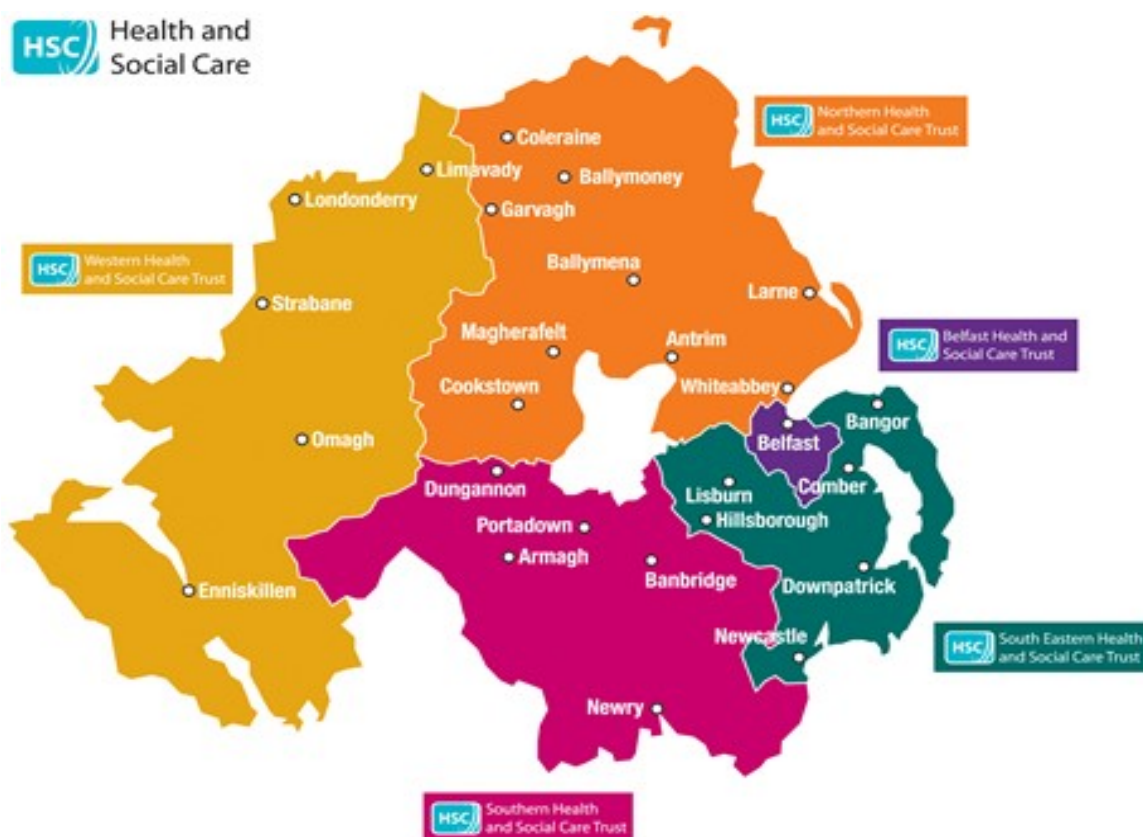 HSC
Health and
Social Care
HSC
Northern Health
and Social Care Trust
Coleraine
Limavady
Ballymoney
Londonderry
Garvagh
HSC
Western Health
and Social Care Trust
Ballymena
Larne
Strabane
HSC
Belfast Health and
Social Care Trust
Magherafelt
Antrim
Cookstown
Whiteabbey
Bangor
Omagh
Belfast
Dungannon
Lisburn
Comber
Portadown
Hillsborough
Armagh
Banbridge
Downpatrick
Enniskillen
Newcastle
HSC
South Eastern Health
and Social Care Trust
Newry
HSC
Southern Health
and Social Care Trust